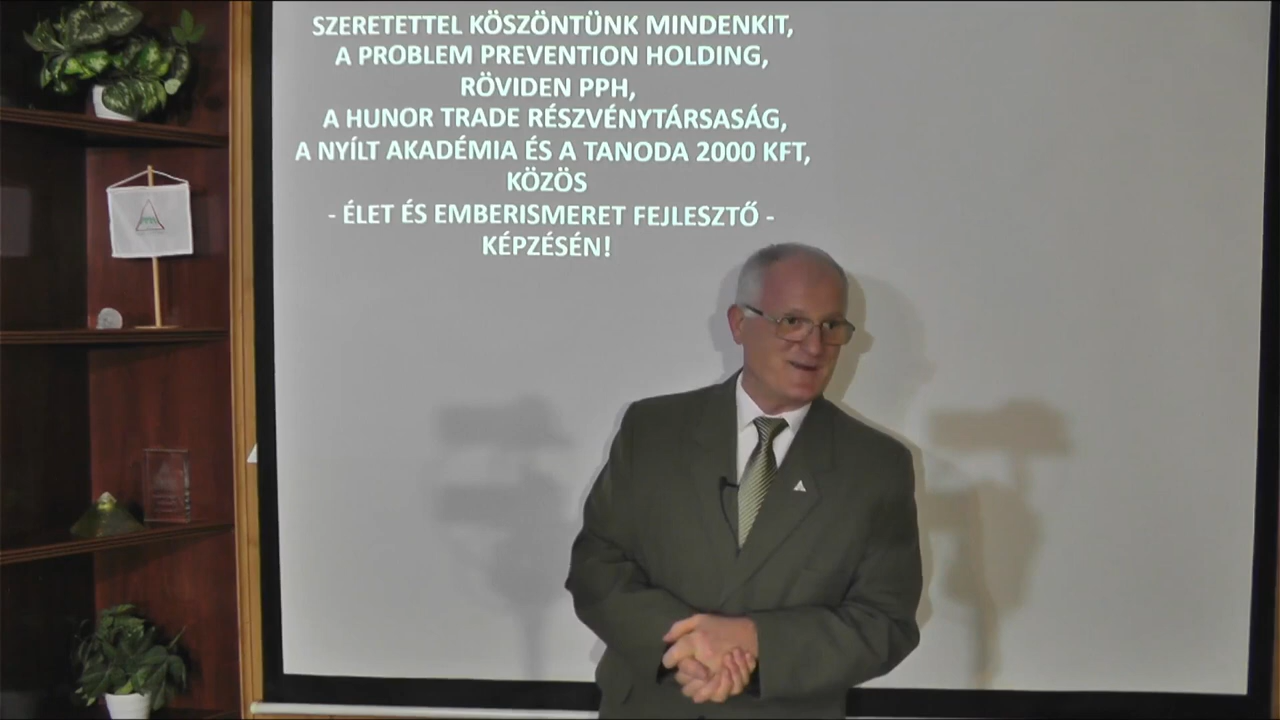 SZERETETTEL KÖSZÖNTÜNK MINDENKIT,
A PROBLEM PREVENTION HOLDING,
RÖVIDEN PPH,
A HUNOR TRADE RÉSZVÉNYTÁRSASÁG,
A NYÍLT AKADÉMIA ÉS A TANODA 2000 KFT,
KÖZÖS
- ÉLET ÉS EMBERISMERET FEJLESZTŐ -
KÉPZÉSÉN!